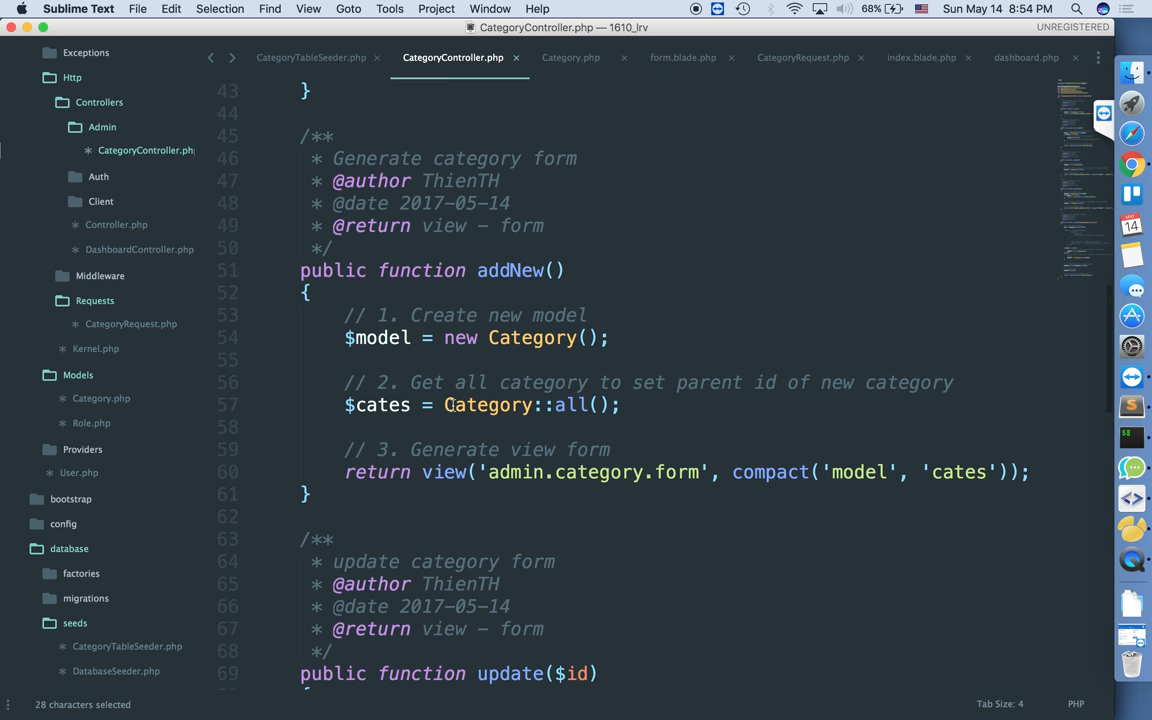 Sublime Text File Edit Selection Find View Goto Tools Project Window Help 68% Sun May 14 8:54 PM
CategoryController.php — 1610_lrv UNREGISTERED
Exceptions
Http
Controllers
Admin
CategoryController.php
Auth
Client
Controller.php
DashboardController.php
Middleware
Requests
CategoryRequest.php
Kernel.php
Models
Category.php
Role.php
Providers
User.php
bootstrap
config
database
factories
migrations
seeds
CategoryTableSeeder.php
DatabaseSeeder.php
CategoryTableSeeder.php × CategoryController.php × Category.php × form.blade.php × CategoryRequest.php × index.blade.php × dashboard.php ×
43 }
44
45 /**
46 * Generate category form
47 * @author ThienTH
48 * @date 2017-05-14
49 * @return view - form
50 */
51 public function addNew()
52 {
53 // 1. Create new model
54 $model = new Category();
55
56 // 2. Get all category to set parent id of new category
57 $cates = Category::all();
58
59 // 3. Generate view form
60 return view('admin.category.form', compact('model', 'cates'));
61 }
62
63 /**
64 * update category form
65 * @author ThienTH
66 * @date 2017-05-14
67 * @return view - form
68 */
69 public function update($id)
28 characters selected Tab Size: 4 PHP